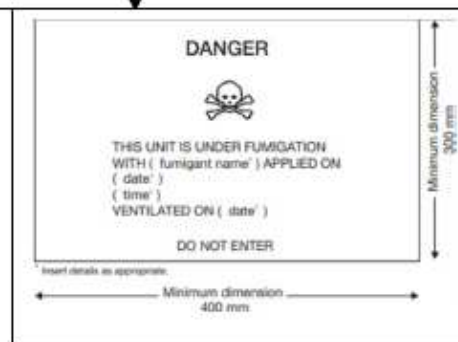 DANGER
THIS UNIT IS UNDER FUMIGATION
WITH ( fumigant name* ) APPLIED ON
( date* )
( time* )
VENTILATED ON ( date* )
DO NOT ENTER
* Insert details as appropriate.
Minimum dimension
400 mm
Minimum dimension
300 mm